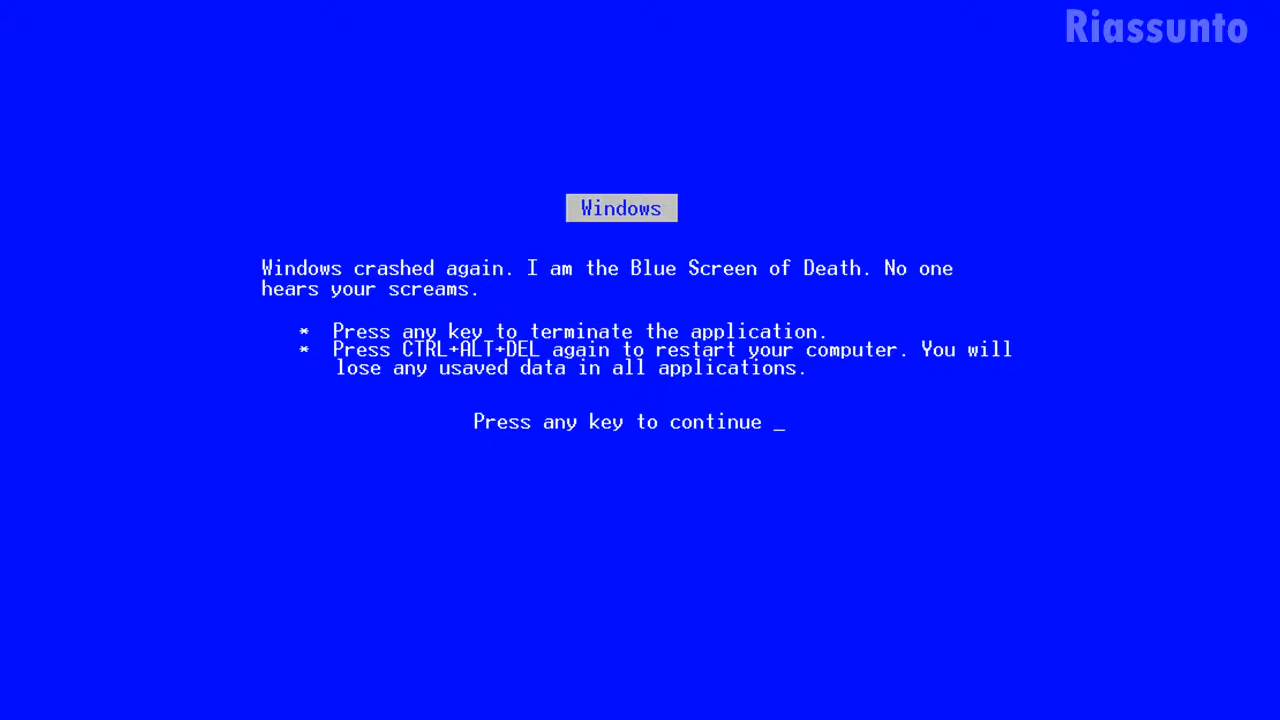 Riassunto
Windows
Windows crashed again. I am the Blue Screen of Death. No one
hears your screams.
* Press any key to terminate the application.
* Press CTRL+ALT+DEL again to restart your computer. You will
lose any usaved data in all applications.
Press any key to continue _